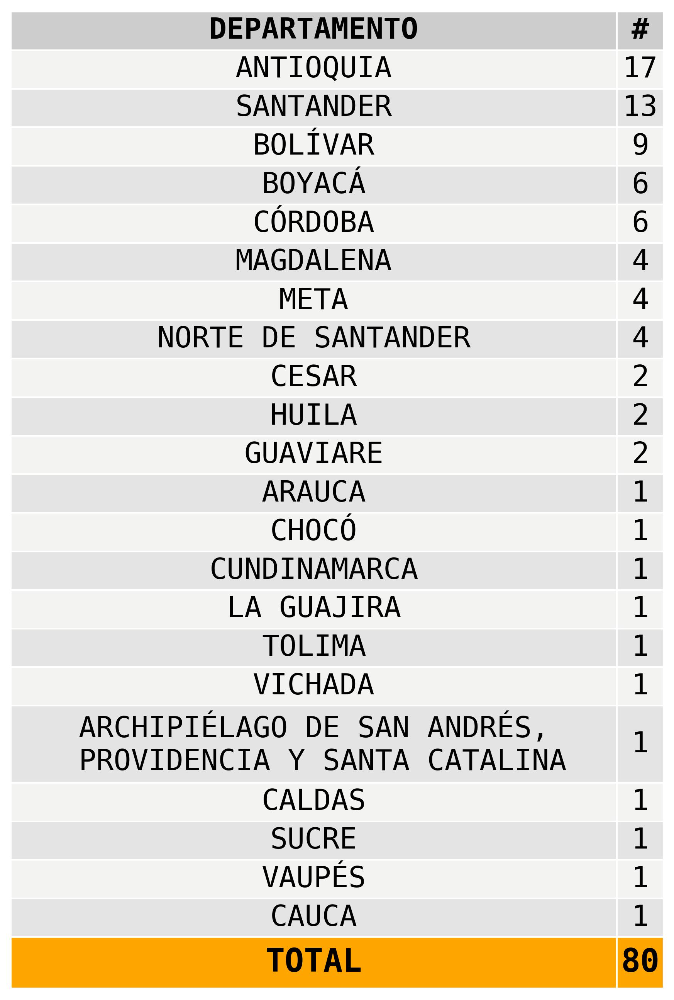 DEPARTAMENTO #
ANTIOQUIA 17
SANTANDER 13
BOLÍVAR 9
BOYACÁ 6
CÓRDOBA 6
MAGDALENA 4
META 4
NORTE DE SANTANDER 4
CESAR 2
HUILA 2
GUAVIARE 2
ARAUCA 1
CHOCÓ 1
CUNDINAMARCA 1
LA GUAJIRA 1
TOLIMA 1
VICHADA 1
ARCHIPIÉLAGO DE SAN ANDRÉS,
PROVIDENCIA Y SANTA CATALINA 1
CALDAS 1
SUCRE 1
VAUPÉS 1
CAUCA 1
TOTAL 80